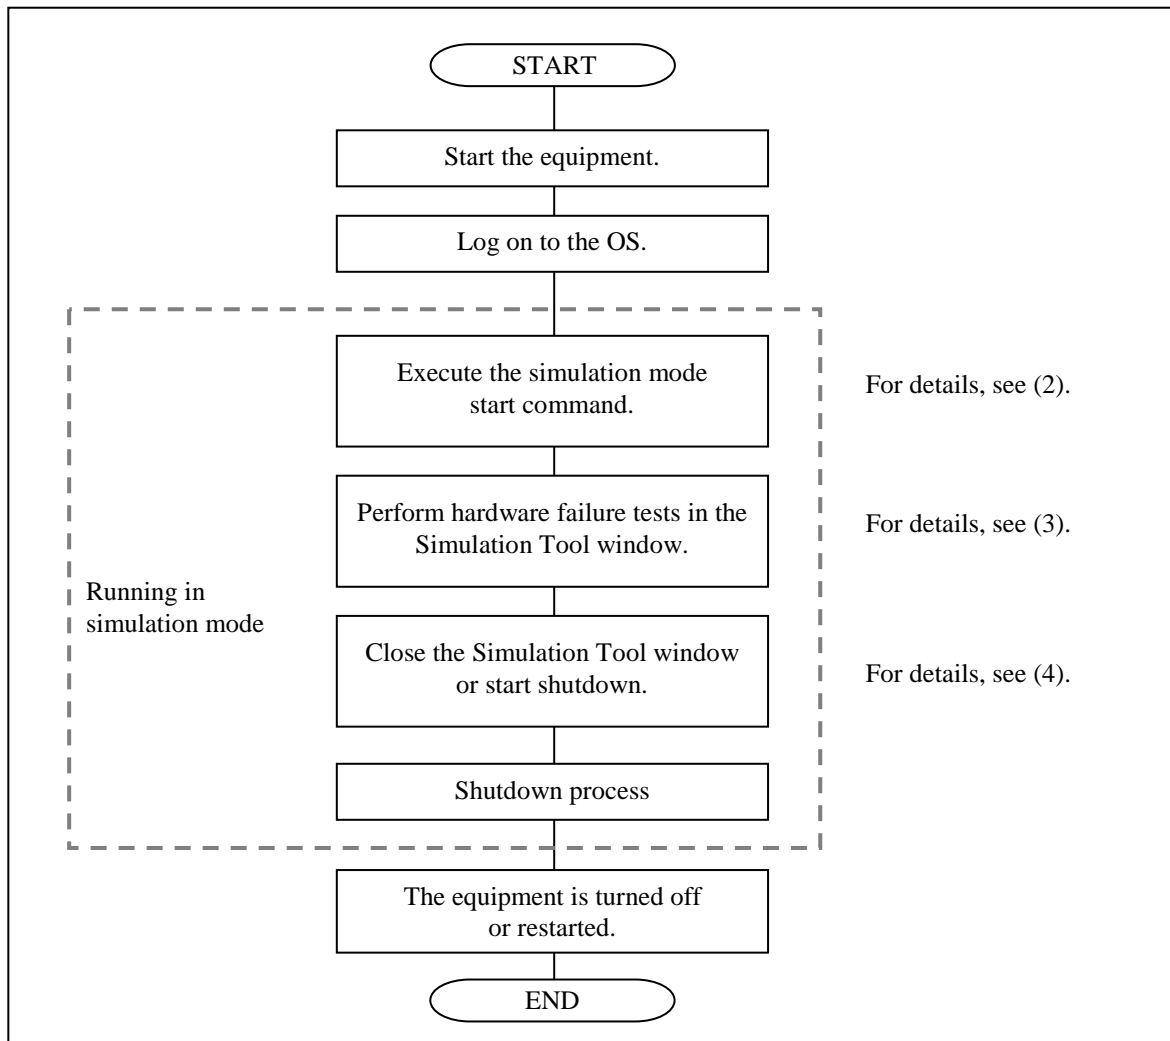 START
Start the equipment.
Log on to the OS.
Execute the simulation mode
start command.
For details, see (2).
Perform hardware failure tests in the
Simulation Tool window.
For details, see (3).
Running in
simulation mode
Close the Simulation Tool window
or start shutdown.
For details, see (4).
Shutdown process
The equipment is turned off
or restarted.
END